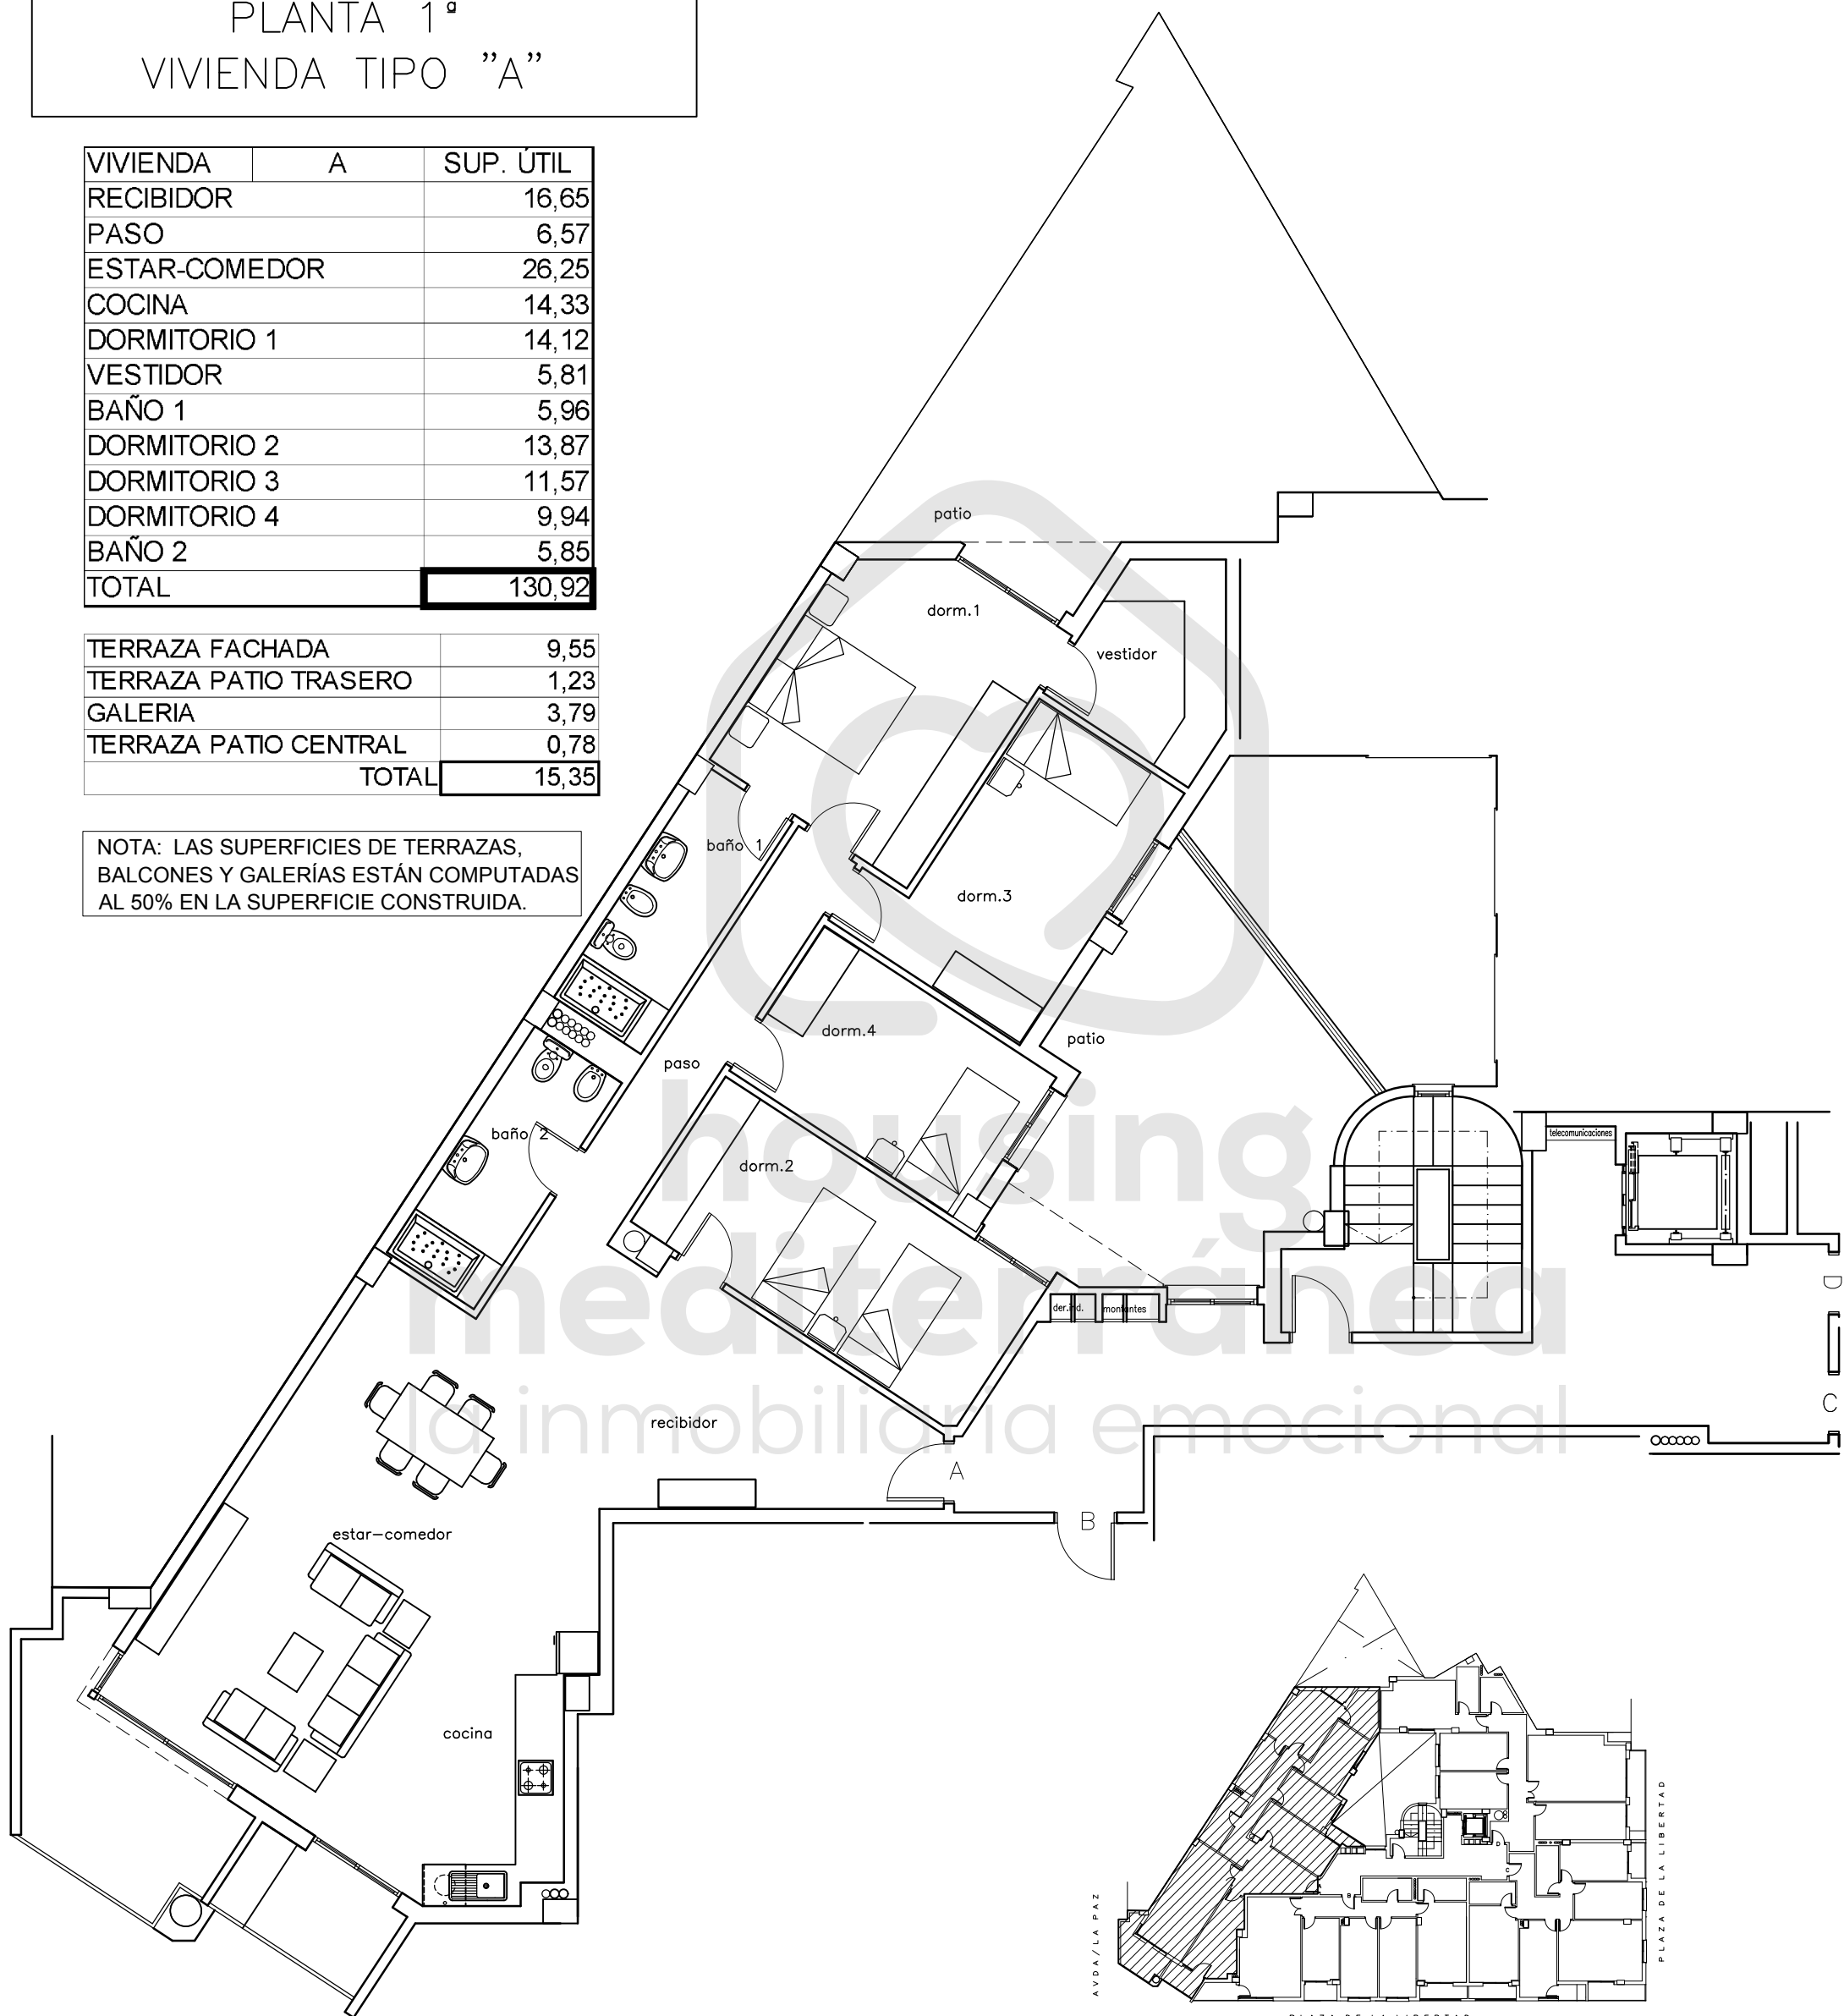 PLANTA 1ª
VIVIENDA TIPO "A"
VIVIENDA A SUP. ÚTIL
RECIBIDOR 16,65
PASO 6,57
ESTAR-COMEDOR 26,25
COCINA 14,33
DORMITORIO 1 14,12
VESTIDOR 5,81
BAÑO 1 5,96
DORMITORIO 2 13,87
DORMITORIO 3 11,57
DORMITORIO 4 9,94
BAÑO 2 5,85
TOTAL 130,92
TERRAZA FACHADA 9,55
TERRAZA PATIO TRASERO 1,23
GALERIA 3,79
TERRAZA PATIO CENTRAL 0,78
TOTAL 15,35
NOTA: LAS SUPERFICIES DE TERRAZAS,
BALCONES Y GALERÍAS ESTÁN COMPUTADAS
AL 50% EN LA SUPERFICIE CONSTRUIDA.
patio
dorm.1
vestidor
baño 1
dorm.3
dorm.4
patio
paso
baño 2
dorm.2
telecomunicaciones
housing
mediterránea
la inmobiliaria emocional
der.ind.
montantes
D
C
recibidor
A
B
estar-comedor
cocina
D
C
A
B
AVDA/LA PAZ
PLAZA DE LA LIBERTAD
PLAZA DE LA LIBERTAD